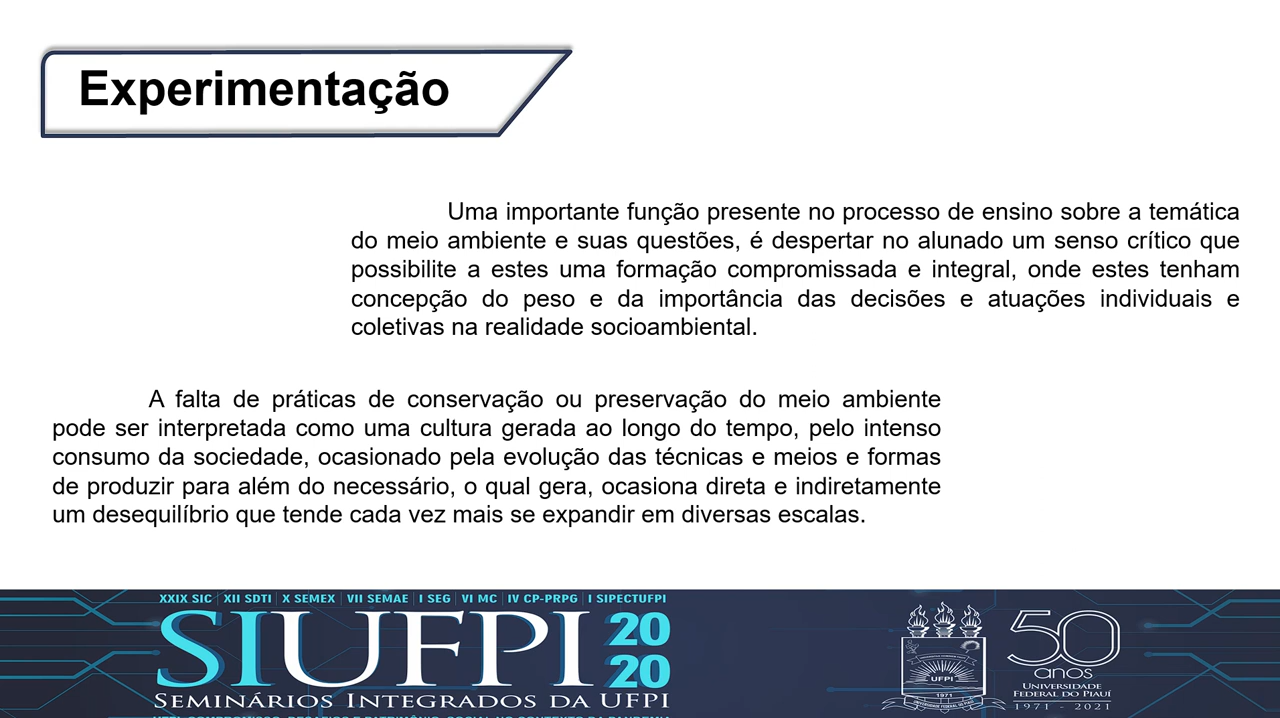 Experimentação
Uma importante função presente no processo de ensino sobre a temática
do meio ambiente e suas questões, é despertar no alunado um senso crítico que
possibilite a estes uma formação compromissada e integral, onde estes tenham
concepção do peso e da importância das decisões e atuações individuais e
coletivas na realidade socioambiental.
A falta de práticas de conservação ou preservação do meio ambiente
pode ser interpretada como uma cultura gerada ao longo do tempo, pelo intenso
consumo da sociedade, ocasionado pela evolução das técnicas e meios e formas
de produzir para além do necessário, o qual gera, ocasiona direta e indiretamente
um desequilíbrio que tende cada vez mais se expandir em diversas escalas.
XXIX SIC | XII SDTI | X SEMEX | VII SEMAE | I SEG | VI MC | IV CP-PRPG | I SIPECTUFPI
SIUFPI 2020
SEMINÁRIOS INTEGRADOS DA UFPI
UFPI
1971
50
anos
UNIVERSIDADE
FEDERAL DO PIAUÍ
1971 - 2021